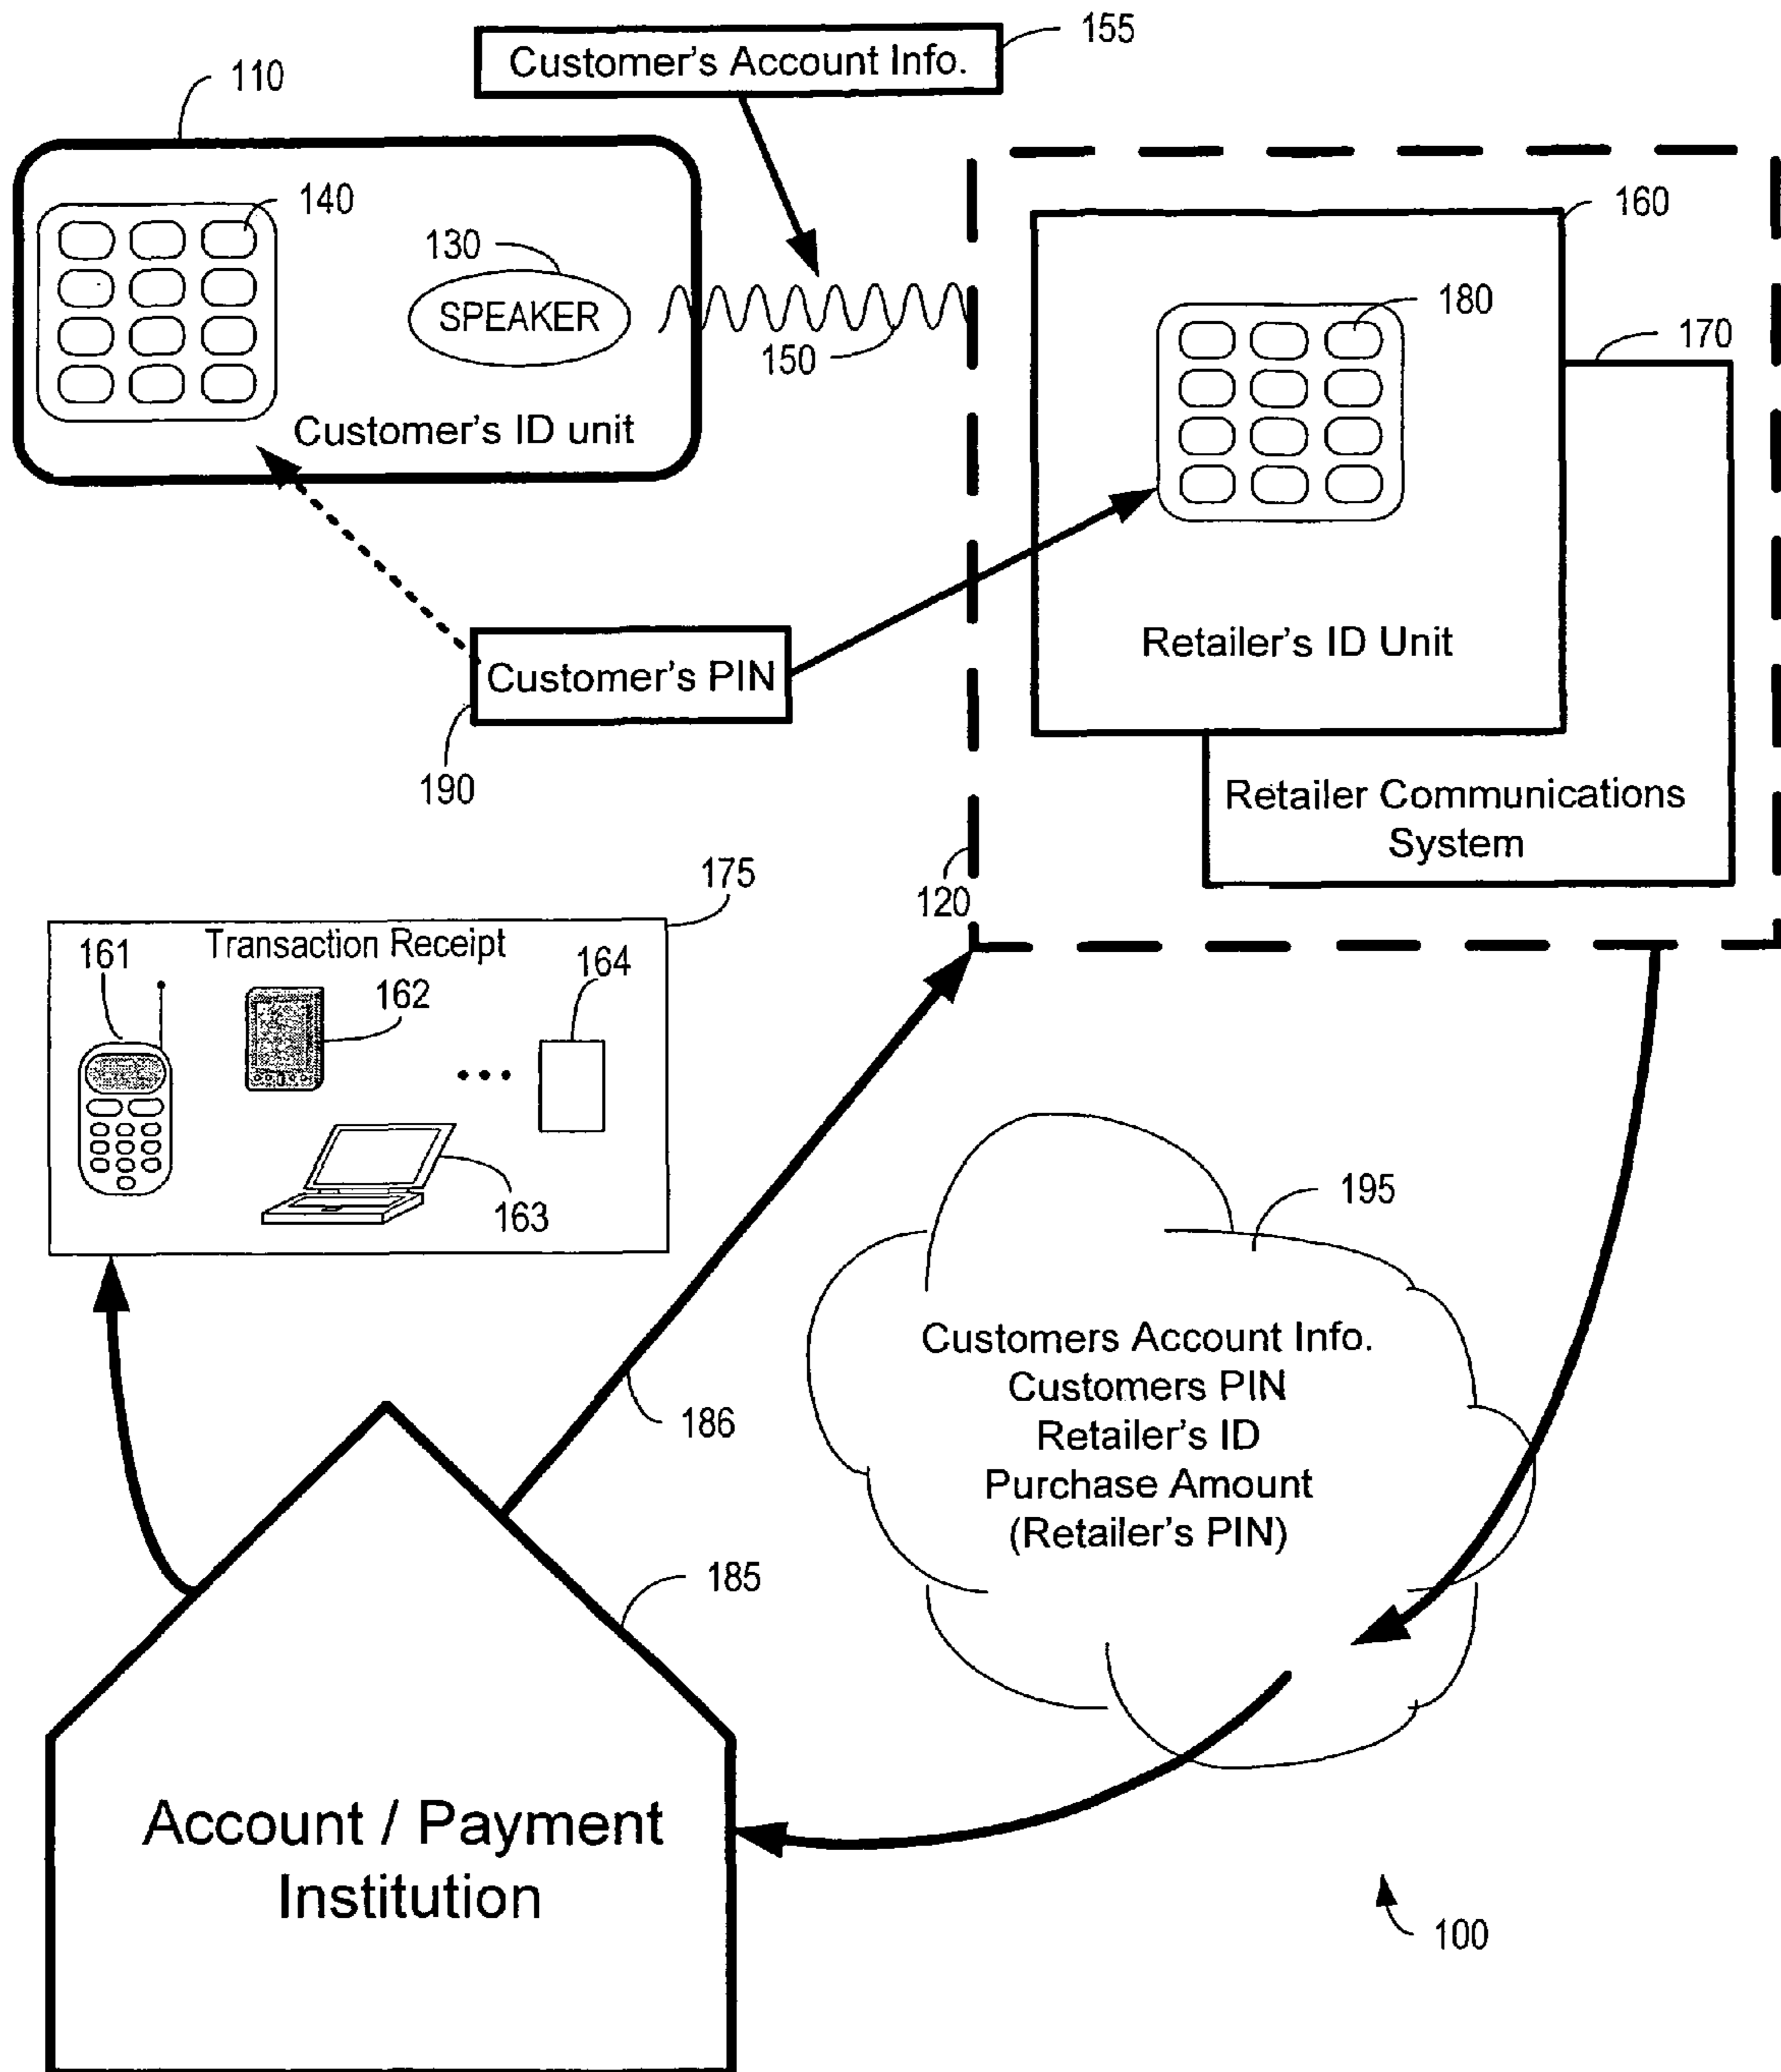 155
Customer's Account Info.
110
140
160
130
SPEAKER
180
150
170
Customer's ID unit
Retailer's ID Unit
Customer's PIN
190
Retailer Communications
System
120
175
Transaction Receipt
161
164
162
163
195
Customers Account Info.
Customers PIN
Retailer's ID
Purchase Amount
(Retailer's PIN)
186
185
Account / Payment
Institution
100